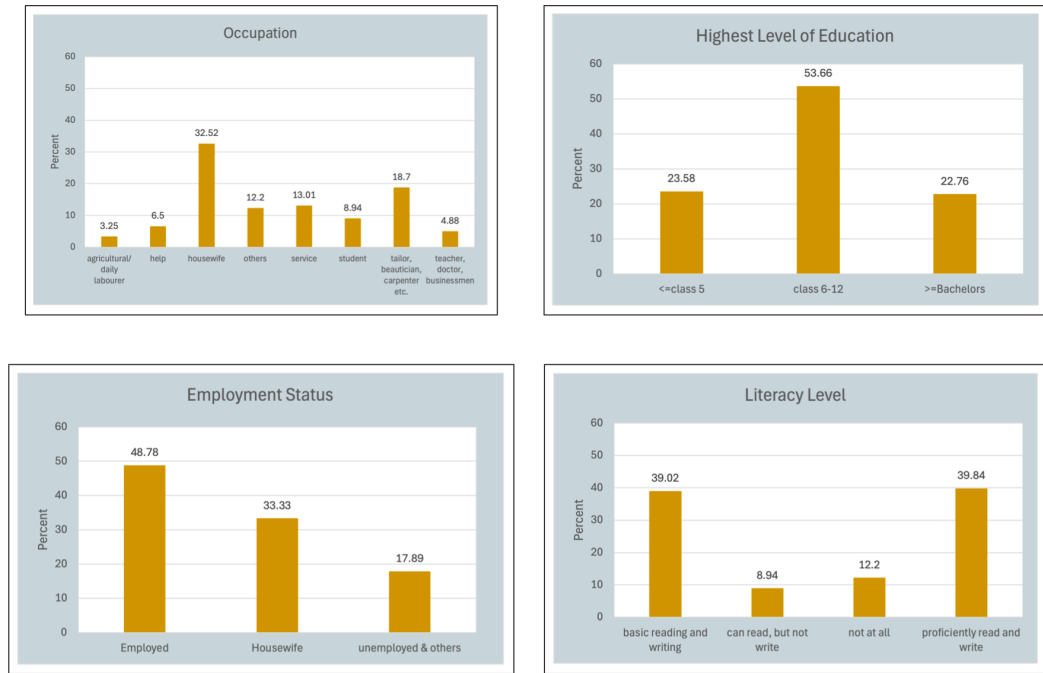 Occupation
Percent
60
50
40
30
20
10
0
3.25
6.5
32.52
12.2
13.01
8.94
18.7
4.88
agricultural/
daily
labourer
help
housewife
others
service
student
tailor,
beautician,
carpenter
etc.
teacher,
doctor,
businessmen
Highest Level of Education
Percent
60
50
40
30
20
10
0
23.58
53.66
22.76
<=class 5
class 6-12
>=Bachelors
Employment Status
Percent
60
50
40
30
20
10
0
48.78
33.33
17.89
Employed
Housewife
unemployed & others
Literacy Level
Percent
60
50
40
30
20
10
0
39.02
8.94
12.2
39.84
basic reading and
writing
can read, but not
write
not at all
proficiently read and
write